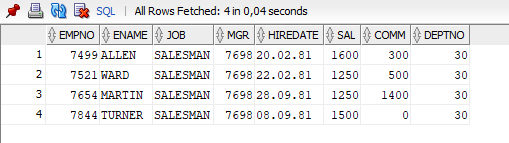 SQL | All Rows Fetched: 4 in 0,04 seconds
EMPNO ENAME JOB MGR HIREDATE SAL COMM DEPTNO
1 7499 ALLEN SALESMAN 7698 20.02.81 1600 300 30
2 7521 WARD SALESMAN 7698 22.02.81 1250 500 30
3 7654 MARTIN SALESMAN 7698 28.09.81 1250 1400 30
4 7844 TURNER SALESMAN 7698 08.09.81 1500 0 30